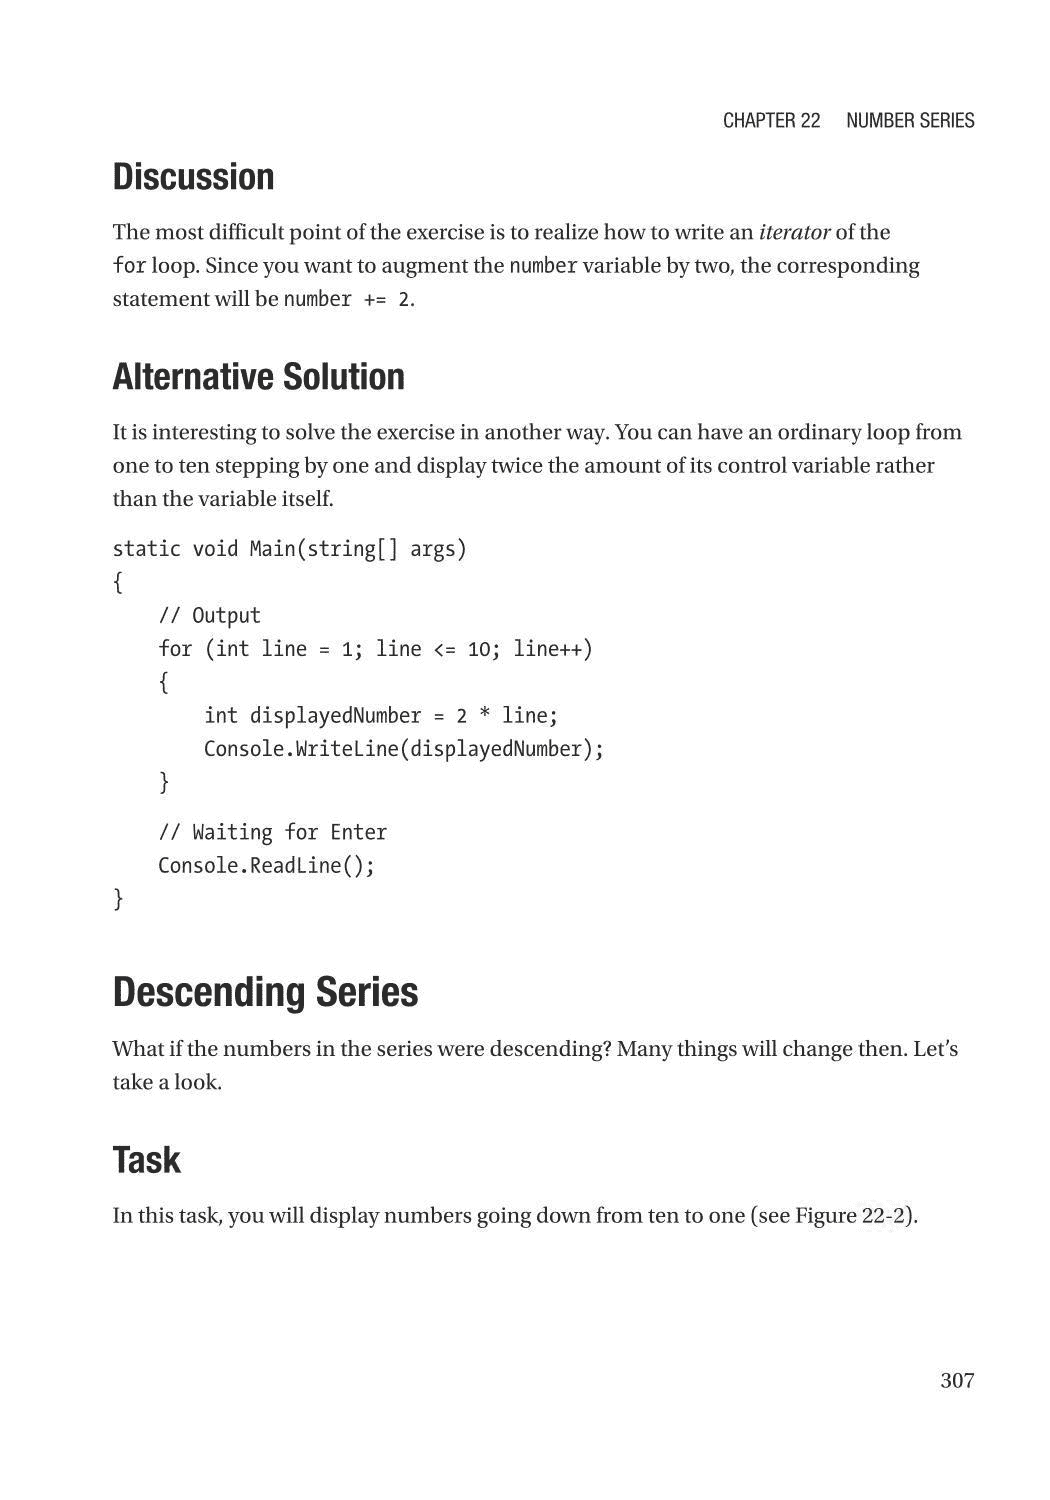 CHAPTER 22 NUMBER SERIES
Discussion
The most difficult point of the exercise is to realize how to write an iterator of the
for loop. Since you want to augment the number variable by two, the corresponding
statement will be number += 2.
Alternative Solution
It is interesting to solve the exercise in another way. You can have an ordinary loop from
one to ten stepping by one and display twice the amount of its control variable rather
than the variable itself.
static void Main(string[] args)
{
    // Output
    for (int line = 1; line <= 10; line++)
    {
        int displayedNumber = 2 * line;
        Console.WriteLine(displayedNumber);
    }
    // Waiting for Enter
    Console.ReadLine();
}
Descending Series
What if the numbers in the series were descending? Many things will change then. Let’s
take a look.
Task
In this task, you will display numbers going down from ten to one (see Figure 22-2).
307